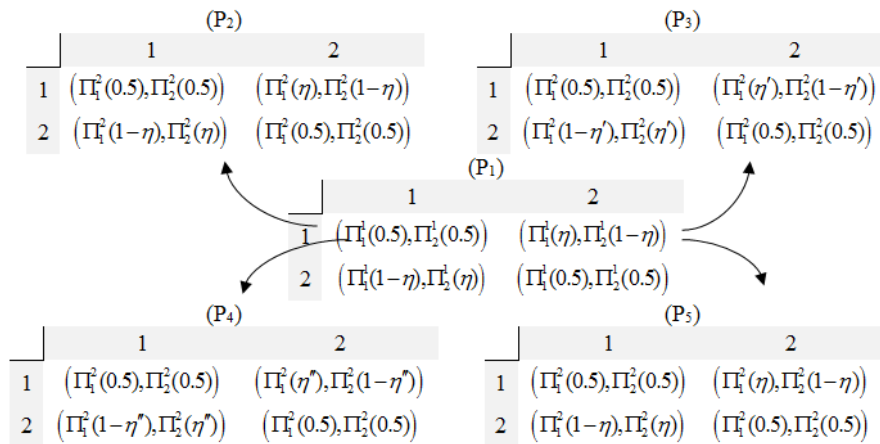 (P₂)
1 2
1 (Π₁²(0.5),Π₂²(0.5)) (Π₁²(η),Π₂²(1−η))
2 (Π₁²(1−η),Π₂²(η)) (Π₁²(0.5),Π₂²(0.5))
(P₃)
1 2
1 (Π₁²(0.5),Π₂²(0.5)) (Π₁²(η′),Π₂²(1−η′))
2 (Π₁²(1−η′),Π₂²(η′)) (Π₁²(0.5),Π₂²(0.5))
(P₁)
1 2
1 (Π₁¹(0.5),Π₂¹(0.5)) (Π₁¹(η),Π₂¹(1−η))
2 (Π₁¹(1−η),Π₂¹(η)) (Π₁¹(0.5),Π₂¹(0.5))
(P₄)
1 2
1 (Π₁²(0.5),Π₂²(0.5)) (Π₁²(η″),Π₂²(1−η″))
2 (Π₁²(1−η″),Π₂²(η″)) (Π₁²(0.5),Π₂²(0.5))
(P₅)
1 2
1 (Π₁²(0.5),Π₂²(0.5)) (Π₁²(η),Π₂²(1−η))
2 (Π₁²(1−η),Π₂²(η)) (Π₁²(0.5),Π₂²(0.5))